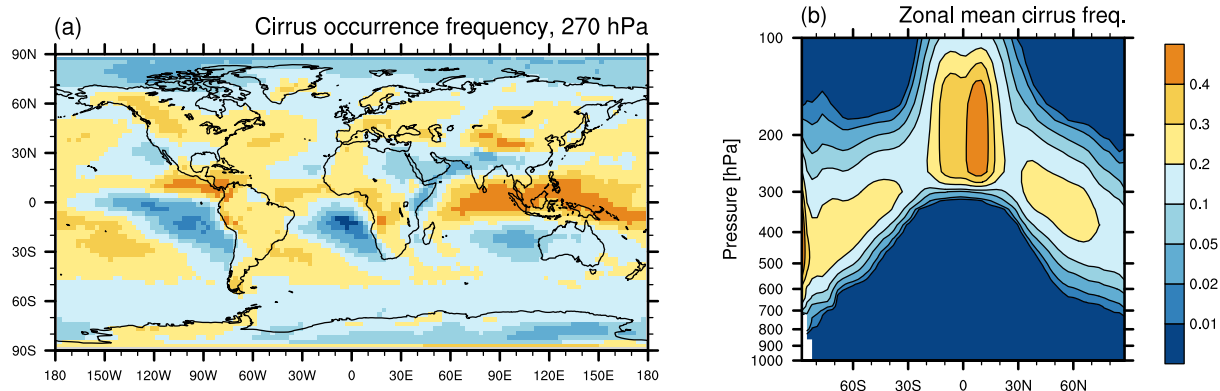 (a) Cirrus occurrence frequency, 270 hPa
90N
60N
30N
0
30S
60S
90S
180 150W 120W 90W 60W 30W 0 30E 60E 90E 120E 150E 180
(b) Zonal mean cirrus freq.
Pressure [hPa]
100
200
300
400
500
600
700
800
900
1000
60S 30S 0 30N 60N
0.4
0.3
0.2
0.1
0.05
0.02
0.01